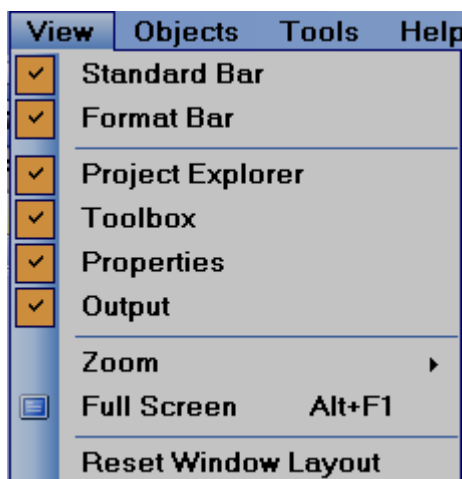 View Objects Tools Help
Standard Bar
Format Bar
Project Explorer
Toolbox
Properties
Output
Zoom
Full Screen Alt+F1
Reset Window Layout